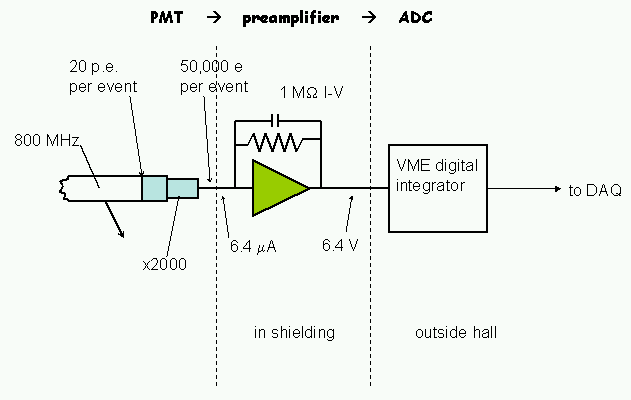 PMT → preamplifier → ADC
20 p.e.
per event
50,000 e
per event
1 MΩ I-V
800 MHz
VME digital
integrator
to DAQ
6.4 μA
6.4 V
x2000
in shielding
outside hall